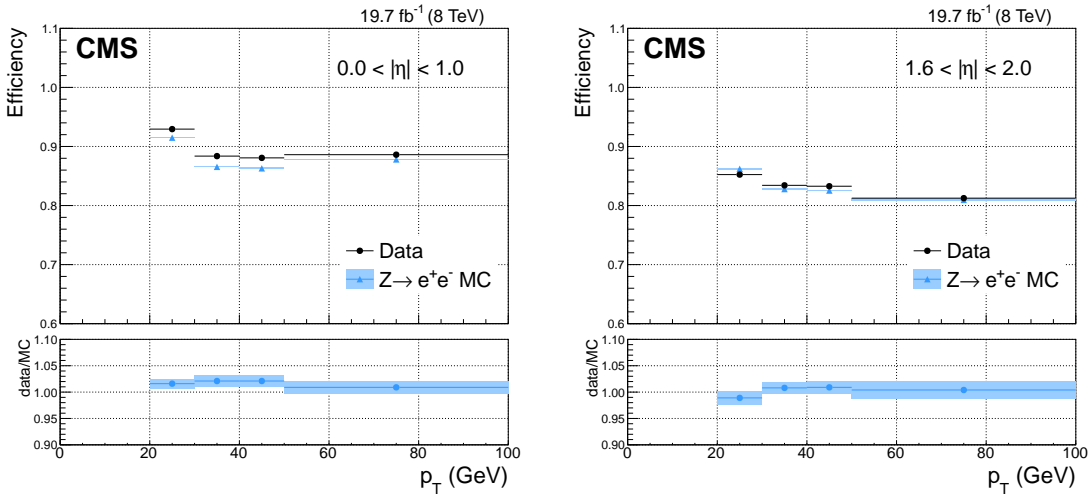 19.7 fb⁻¹ (8 TeV)
CMS
0.0 < |η| < 1.0
Efficiency
1.1
1.0
0.9
0.8
0.7
0.6
Data
Z→ e⁺e⁻ MC
data/MC
1.10
1.05
1.00
0.95
0.90
0 20 40 60 80 100
p_T (GeV)
19.7 fb⁻¹ (8 TeV)
CMS
1.6 < |η| < 2.0
Efficiency
1.1
1.0
0.9
0.8
0.7
0.6
Data
Z→ e⁺e⁻ MC
data/MC
1.10
1.05
1.00
0.95
0.90
0 20 40 60 80 100
p_T (GeV)